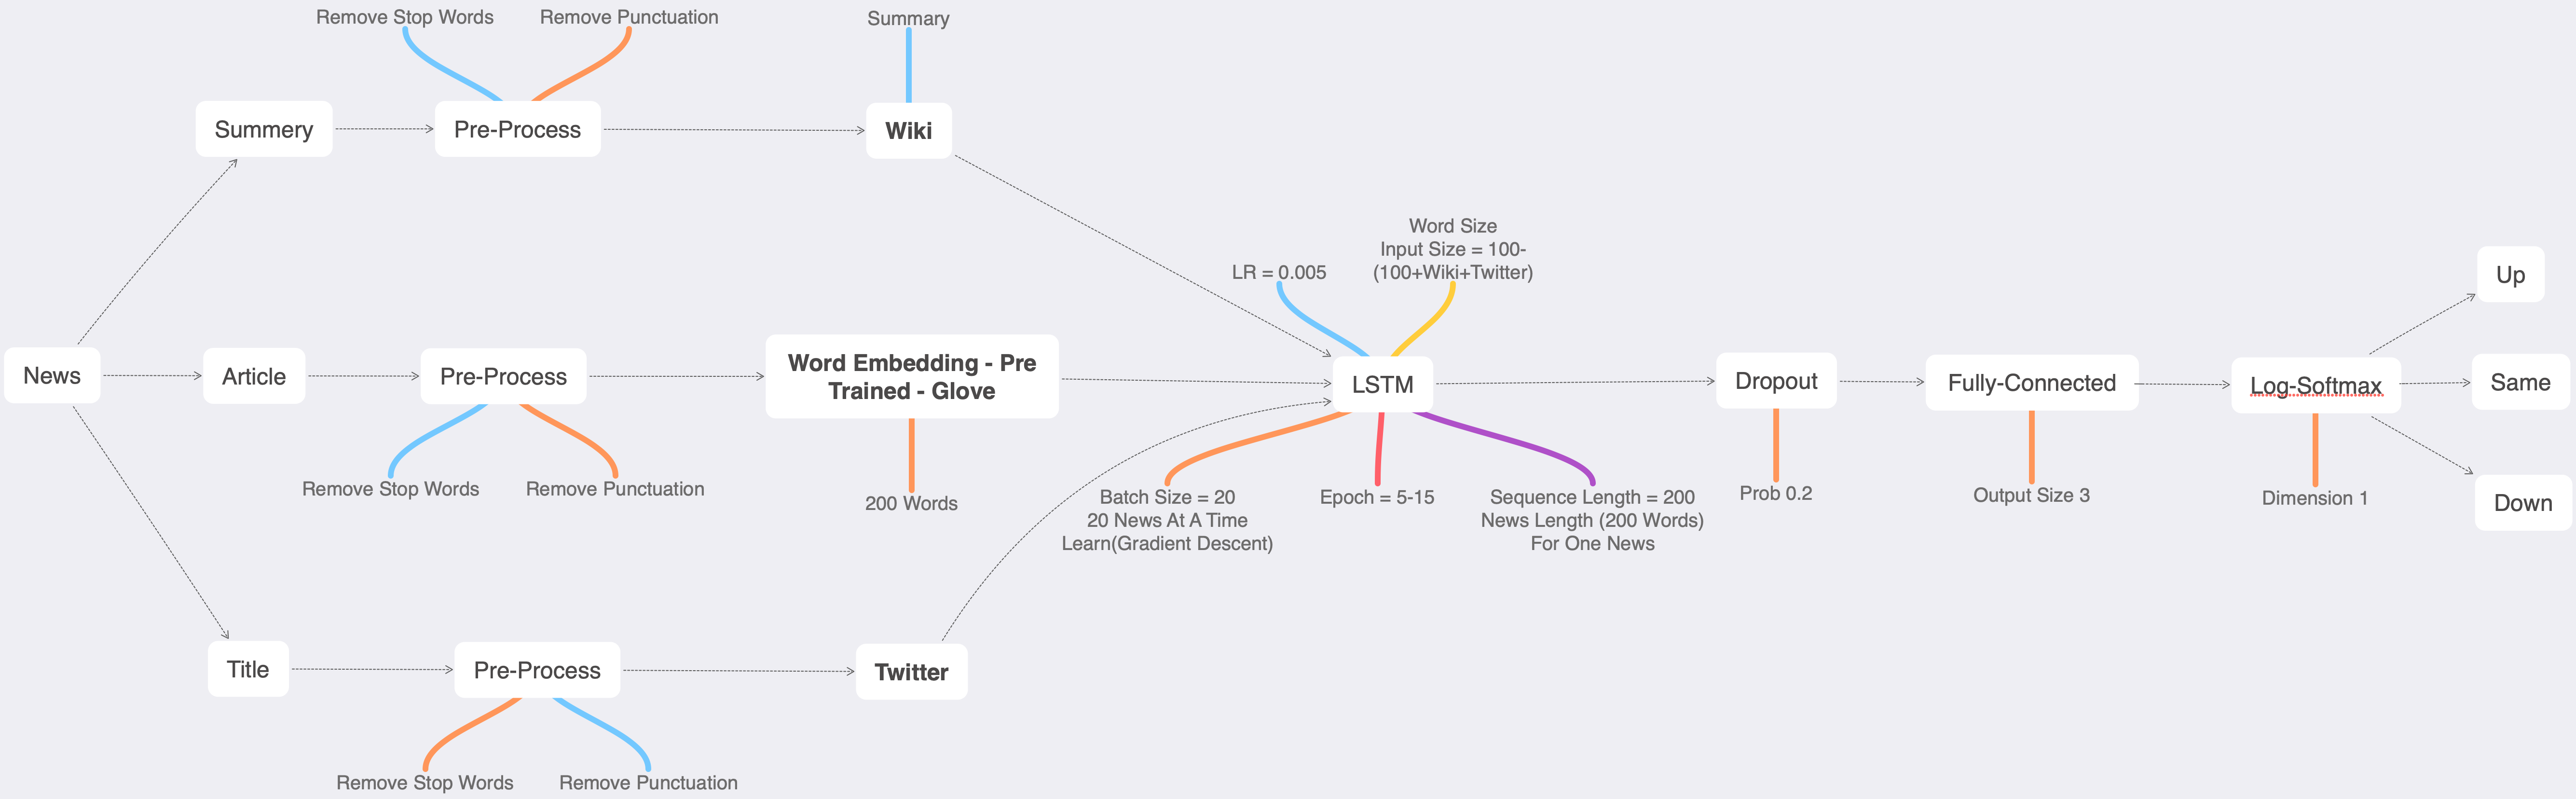 Remove Stop Words
Remove Punctuation
Summary
Summery
Pre-Process
Wiki
Word Size
Input Size = 100-
(100+Wiki+Twitter)
LR = 0.005
News
Article
Pre-Process
Word Embedding - Pre
Trained - Glove
LSTM
Dropout
Fully-Connected
Log-Softmax
Up
Same
Down
Remove Stop Words
Remove Punctuation
200 Words
Batch Size = 20
20 News At A Time
Learn(Gradient Descent)
Epoch = 5-15
Sequence Length = 200
News Length (200 Words)
For One News
Prob 0.2
Output Size 3
Dimension 1
Title
Pre-Process
Twitter
Remove Stop Words
Remove Punctuation